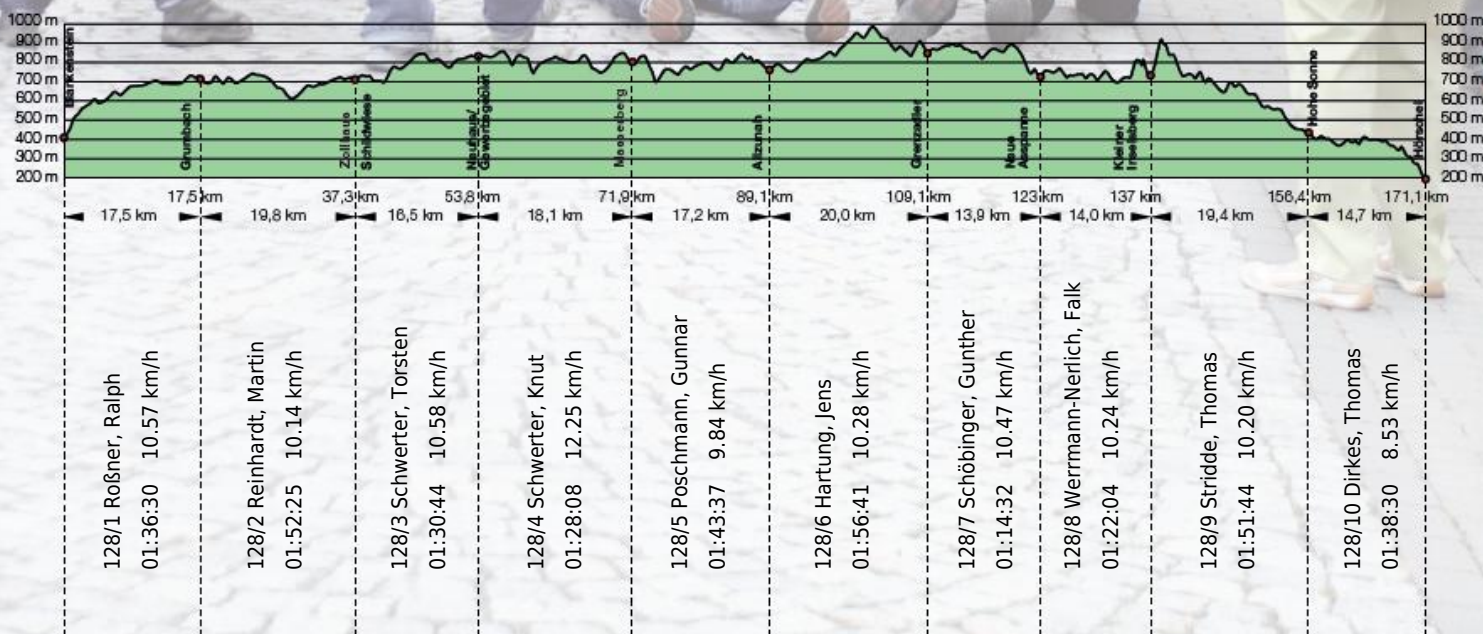 1000 m
900 m
800 m
700 m
600 m
500 m
400 m
300 m
200 m
1000 m
900 m
800 m
700 m
600 m
500 m
400 m
300 m
200 m
Blankenstein
Grumbach
Schildwiese
Neuhaus/
Masserberg
Allzunah
Grenzadler
Neue
Kleiner
Inselsberg
Hohe Sonne
Hörschel
17,5 km
37,3 km
53,8 km
71,9 km
89,1 km
109,1 km
123 km
137 km
156,4 km
171,1 km
17,5 km
19,8 km
16,5 km
18,1 km
17,2 km
20,0 km
13,9 km
14,0 km
19,4 km
14,7 km
128/1 Roßner, Ralph
01:36:30 10.57 km/h
128/2 Reinhardt, Martin
01:52:25 10.14 km/h
128/3 Schwerter, Torsten
01:30:44 10.58 km/h
128/4 Schwerter, Knut
01:28:08 12.25 km/h
128/5 Poschmann, Gunnar
01:43:37 9.84 km/h
128/6 Hartung, Jens
01:56:41 10.28 km/h
128/7 Schöbinger, Gunther
01:14:32 10.47 km/h
128/8 Werrmann-Nerlich, Falk
01:22:04 10.24 km/h
128/9 Stridde, Thomas
01:51:44 10.20 km/h
128/10 Dirkes, Thomas
01:38:30 8.53 km/h